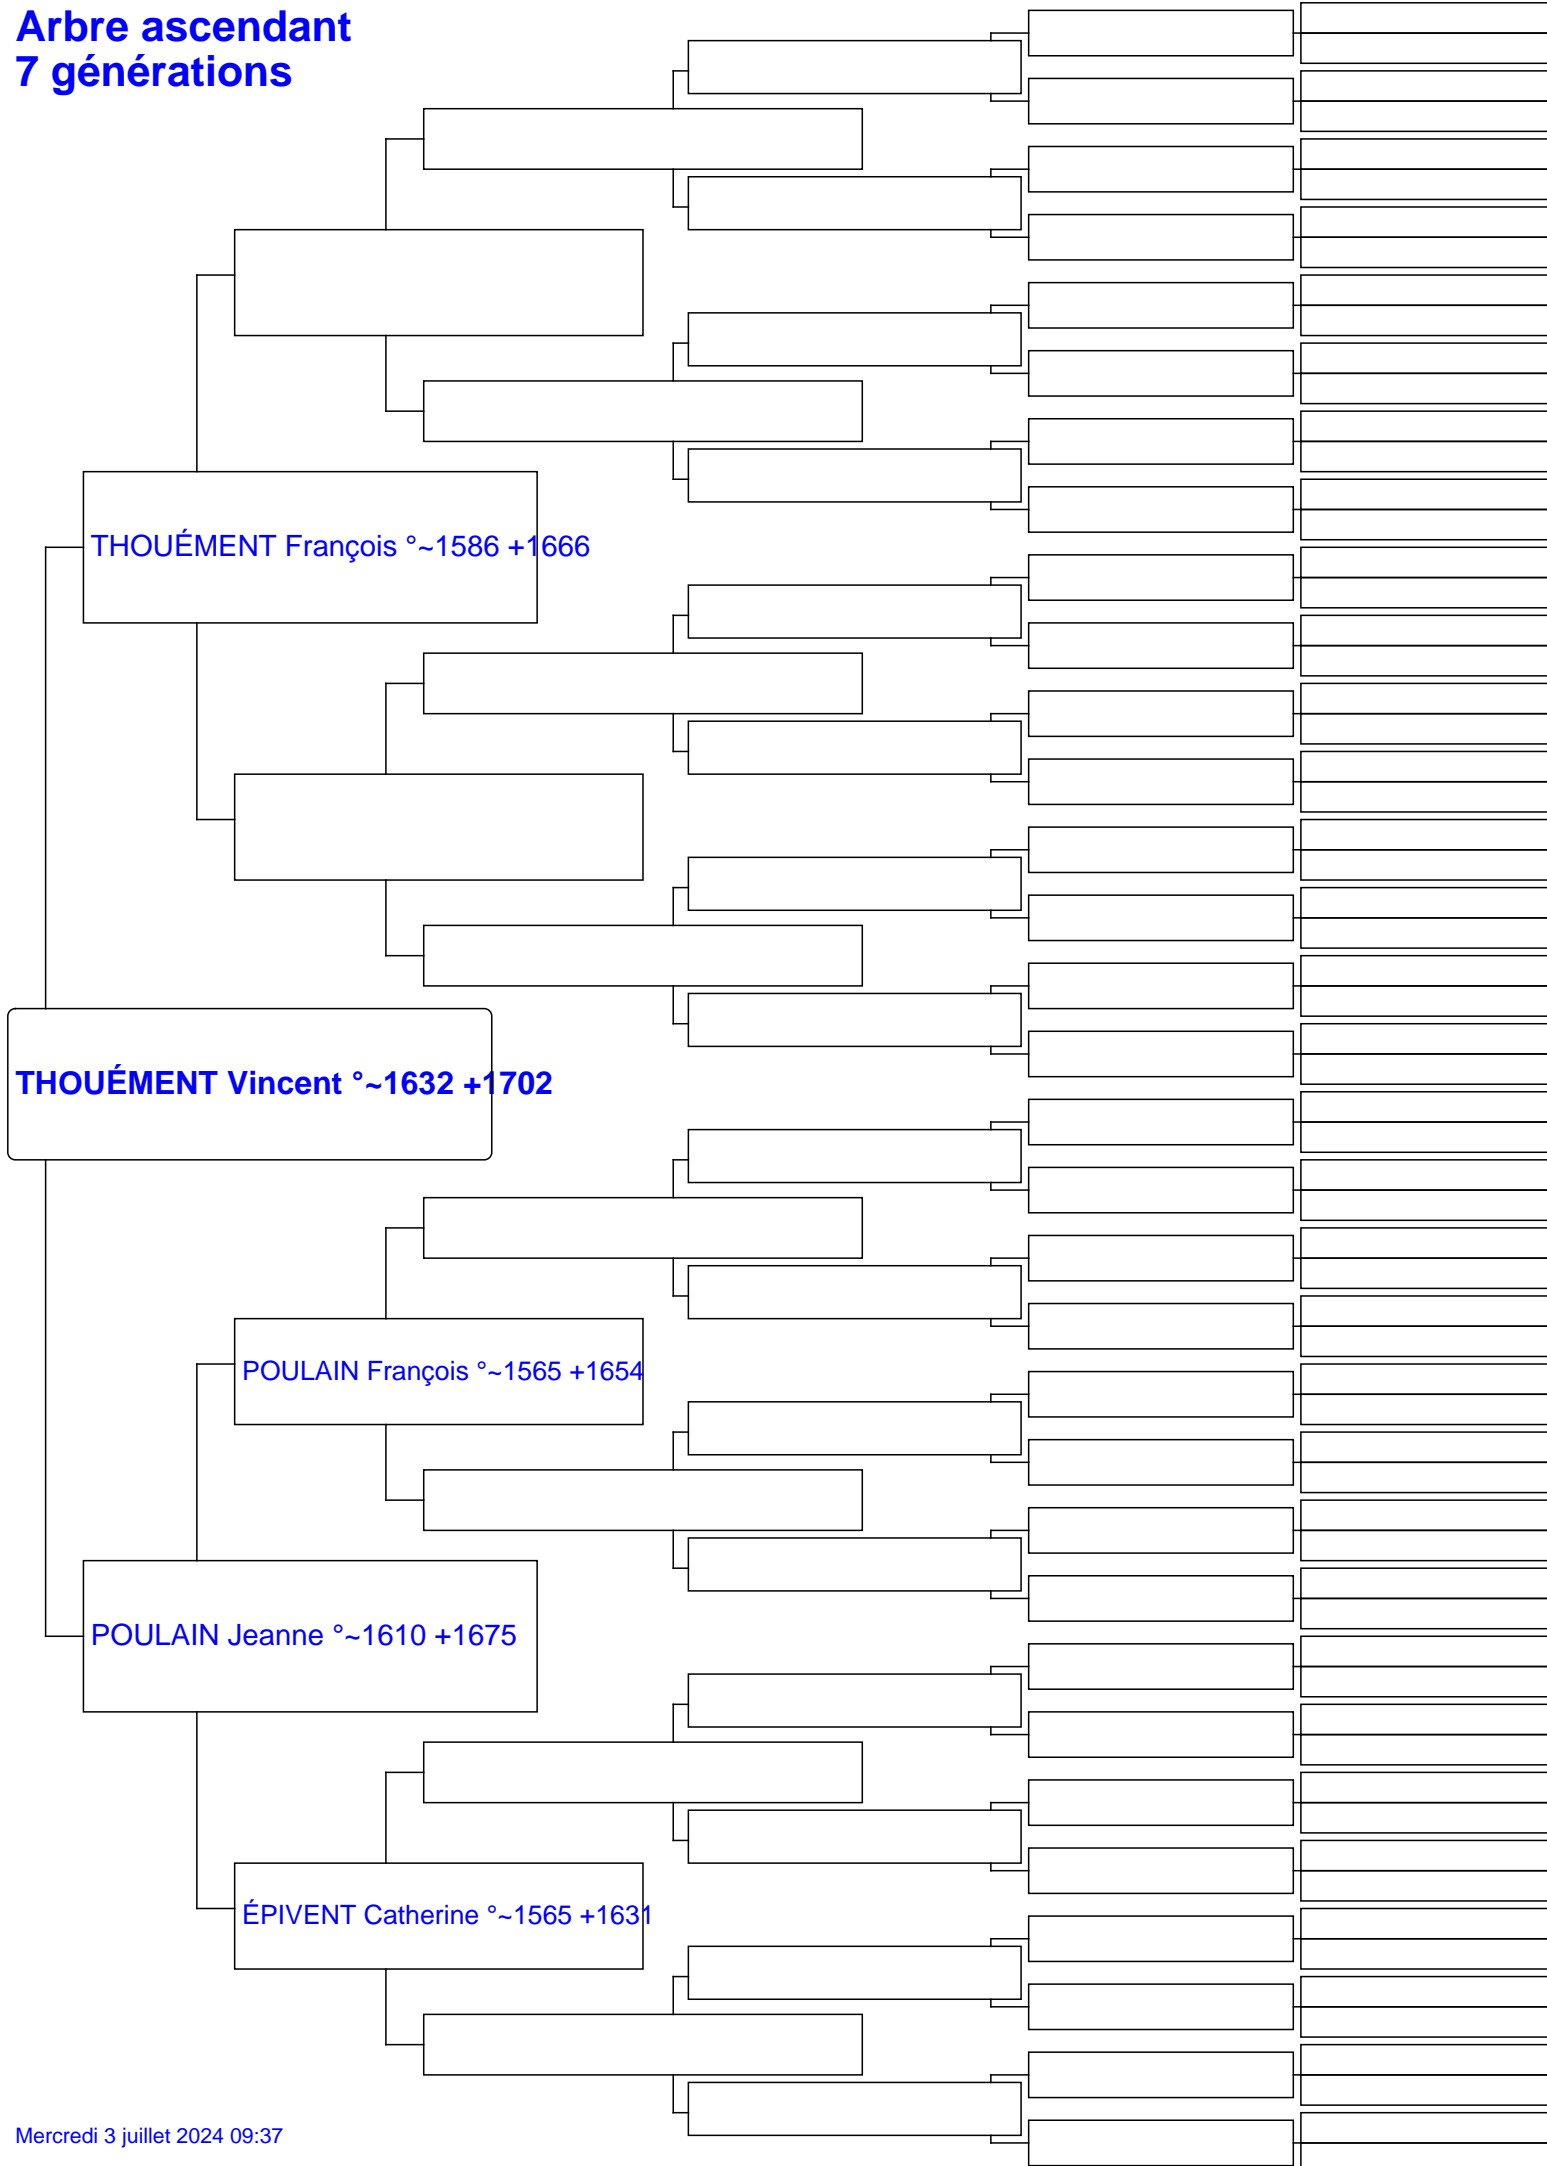 Arbre ascendant
7 générations
THOUÉMENT François °~1586 +1666
THOUÉMENT Vincent °~1632 +1702
POULAIN François °~1565 +1654
POULAIN Jeanne °~1610 +1675
ÉPIVENT Catherine °~1565 +1631
Mercredi 3 juillet 2024 09:37